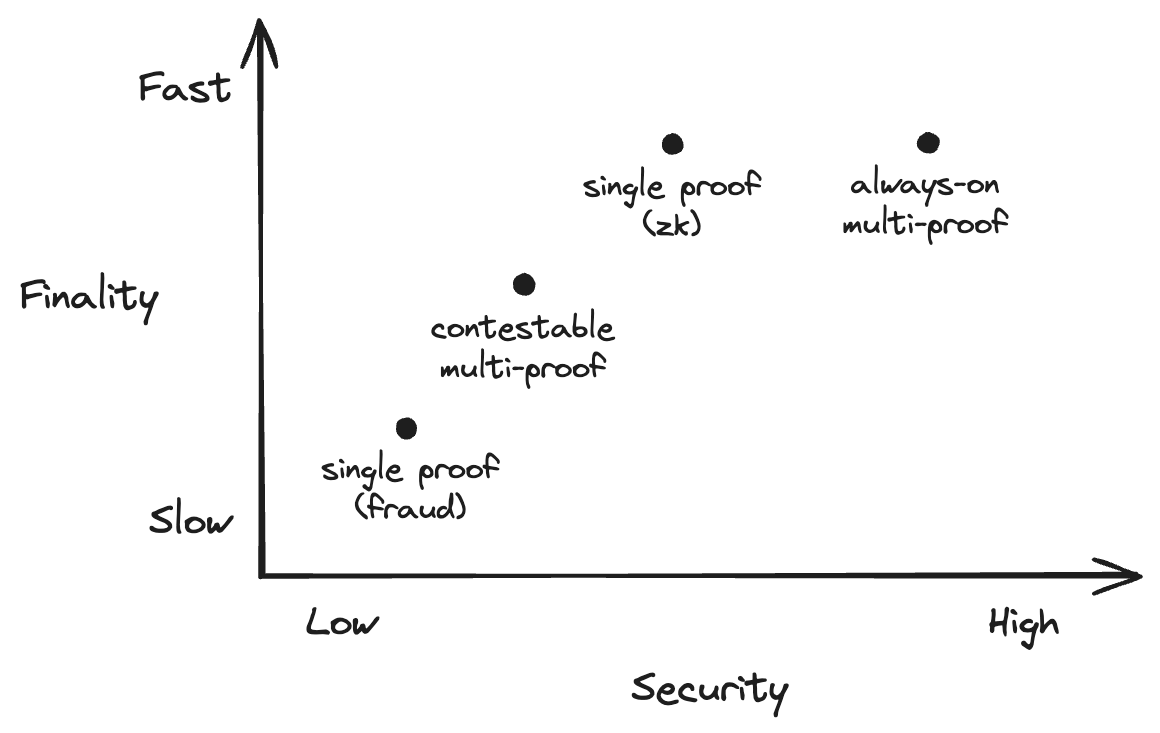 Fast
single proof
(zk)
always-on
multi-proof
Finality
contestable
multi-proof
single proof
(fraud)
Slow
Low
High
Security